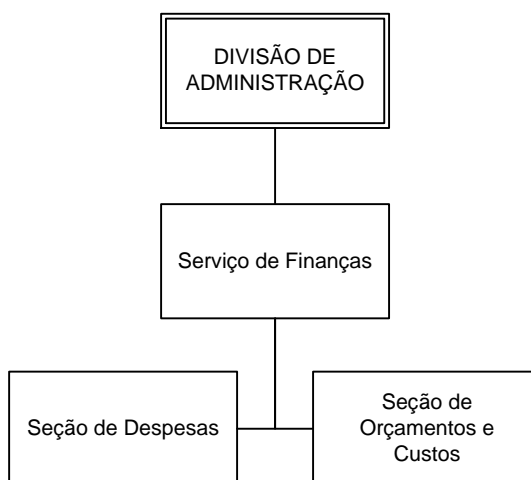 DIVISÃO DE
ADMINISTRAÇÃO
Serviço de Finanças
Seção de Despesas
Seção de
Orçamentos e
Custos